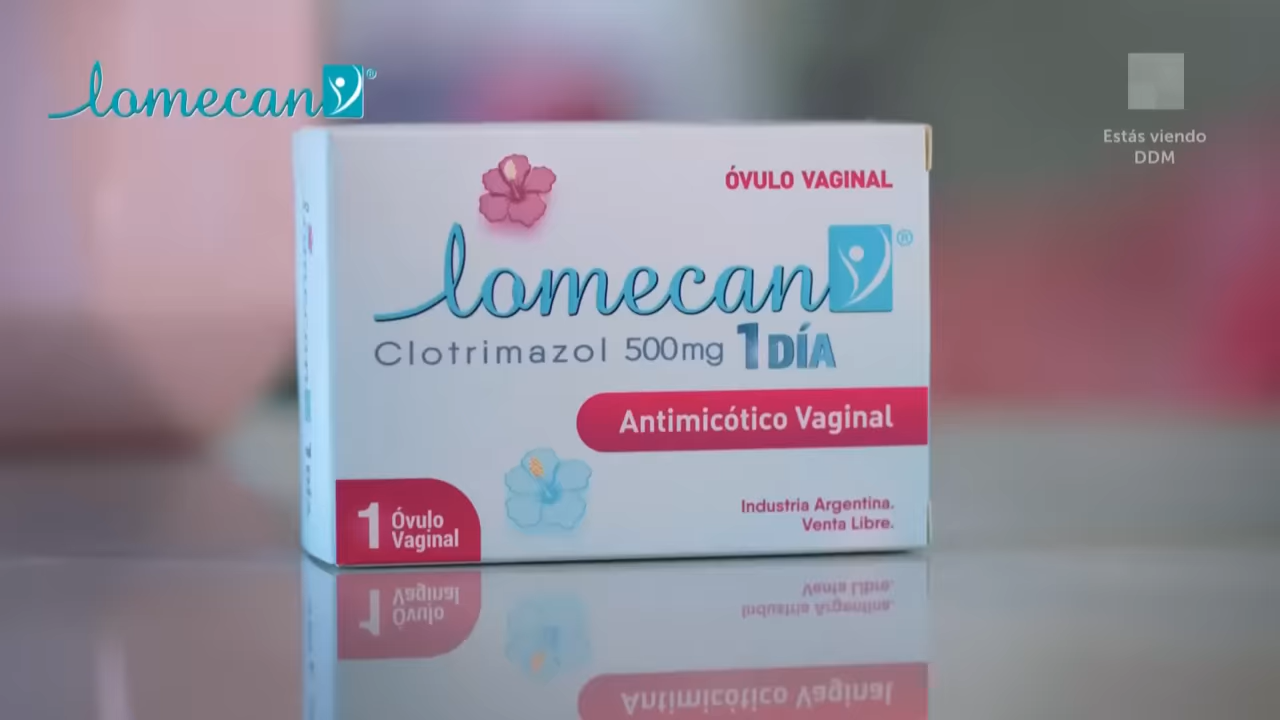 lomecan
Estás viendo
DDM
ÓVULO VAGINAL
lomecan
Clotrimazol 500mg 1 DÍA
Antimicótico Vaginal
1 Óvulo
Vaginal
Industria Argentina.
Venta Libre.